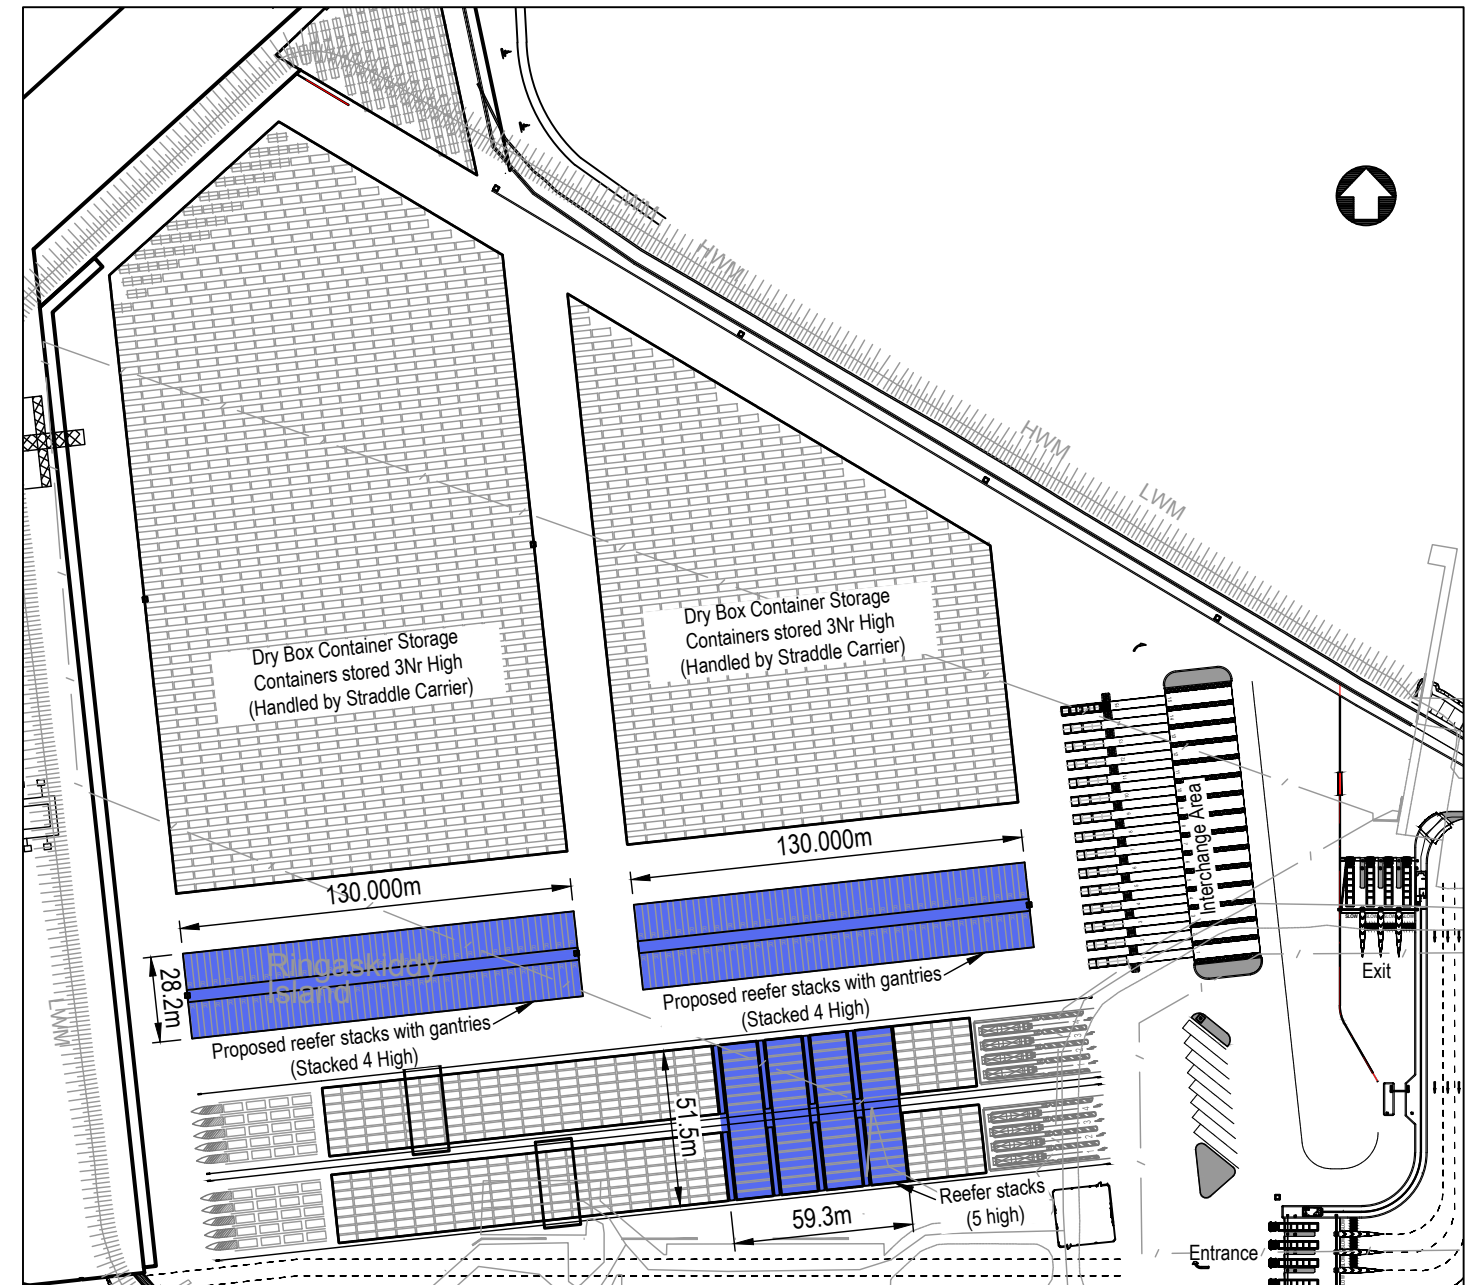 LWM
HWM
HWM
LWM
Dry Box Container Storage
Containers stored 3Nr High
(Handled by Straddle Carrier)
Dry Box Container Storage
Containers stored 3Nr High
(Handled by Straddle Carrier)
Interchange Area
130.000m
130.000m
28.2m
Ringaskiddy
Island
Proposed reefer stacks with gantries
(Stacked 4 High)
Proposed reefer stacks with gantries
(Stacked 4 High)
LWM
Exit
51.5m
59.3m
Reefer stacks
(5 high)
Entrance